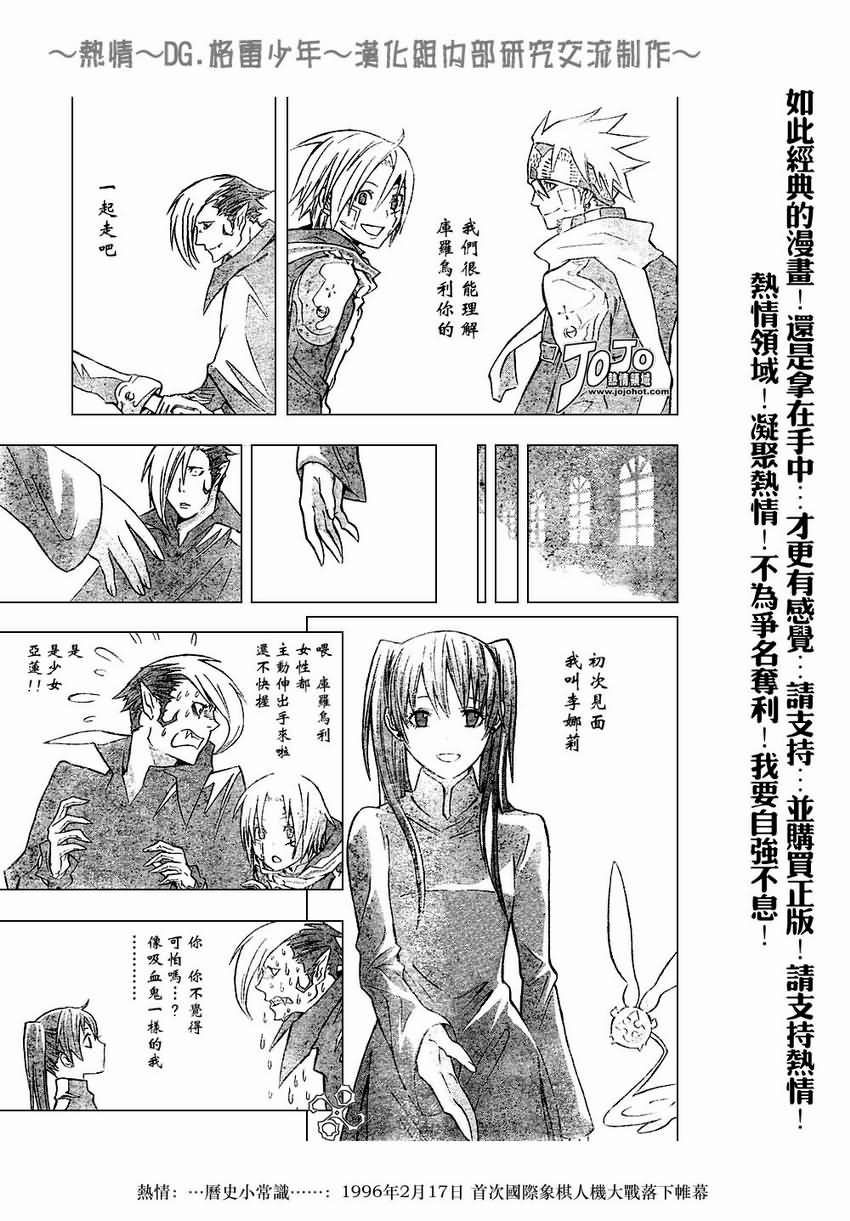 ～熱情～DG.格雷少年～漢化組內部研究交流制作～
如此經典的漫畫！還是拿在手中…才更有感覺…請支持…並購買正版！請支持熱情！
熱情領域！凝聚熱情！不為爭名奪利！我要自強不息！
我們很能理解
庫羅烏利你的
一起走吧
JoJo
熱情領域
www.jojohot.com
初次見面
我叫李娜莉
喂 庫羅烏利
女性都
主動伸出手來啦
還不快握
是
是少女
亞蓮!!
你 你不覺得
可怕嗎…?
像吸血鬼一樣的我
…………
熱情：…曆史小常識……：1996年2月17日 首次國際象棋人機大戰落下帷幕